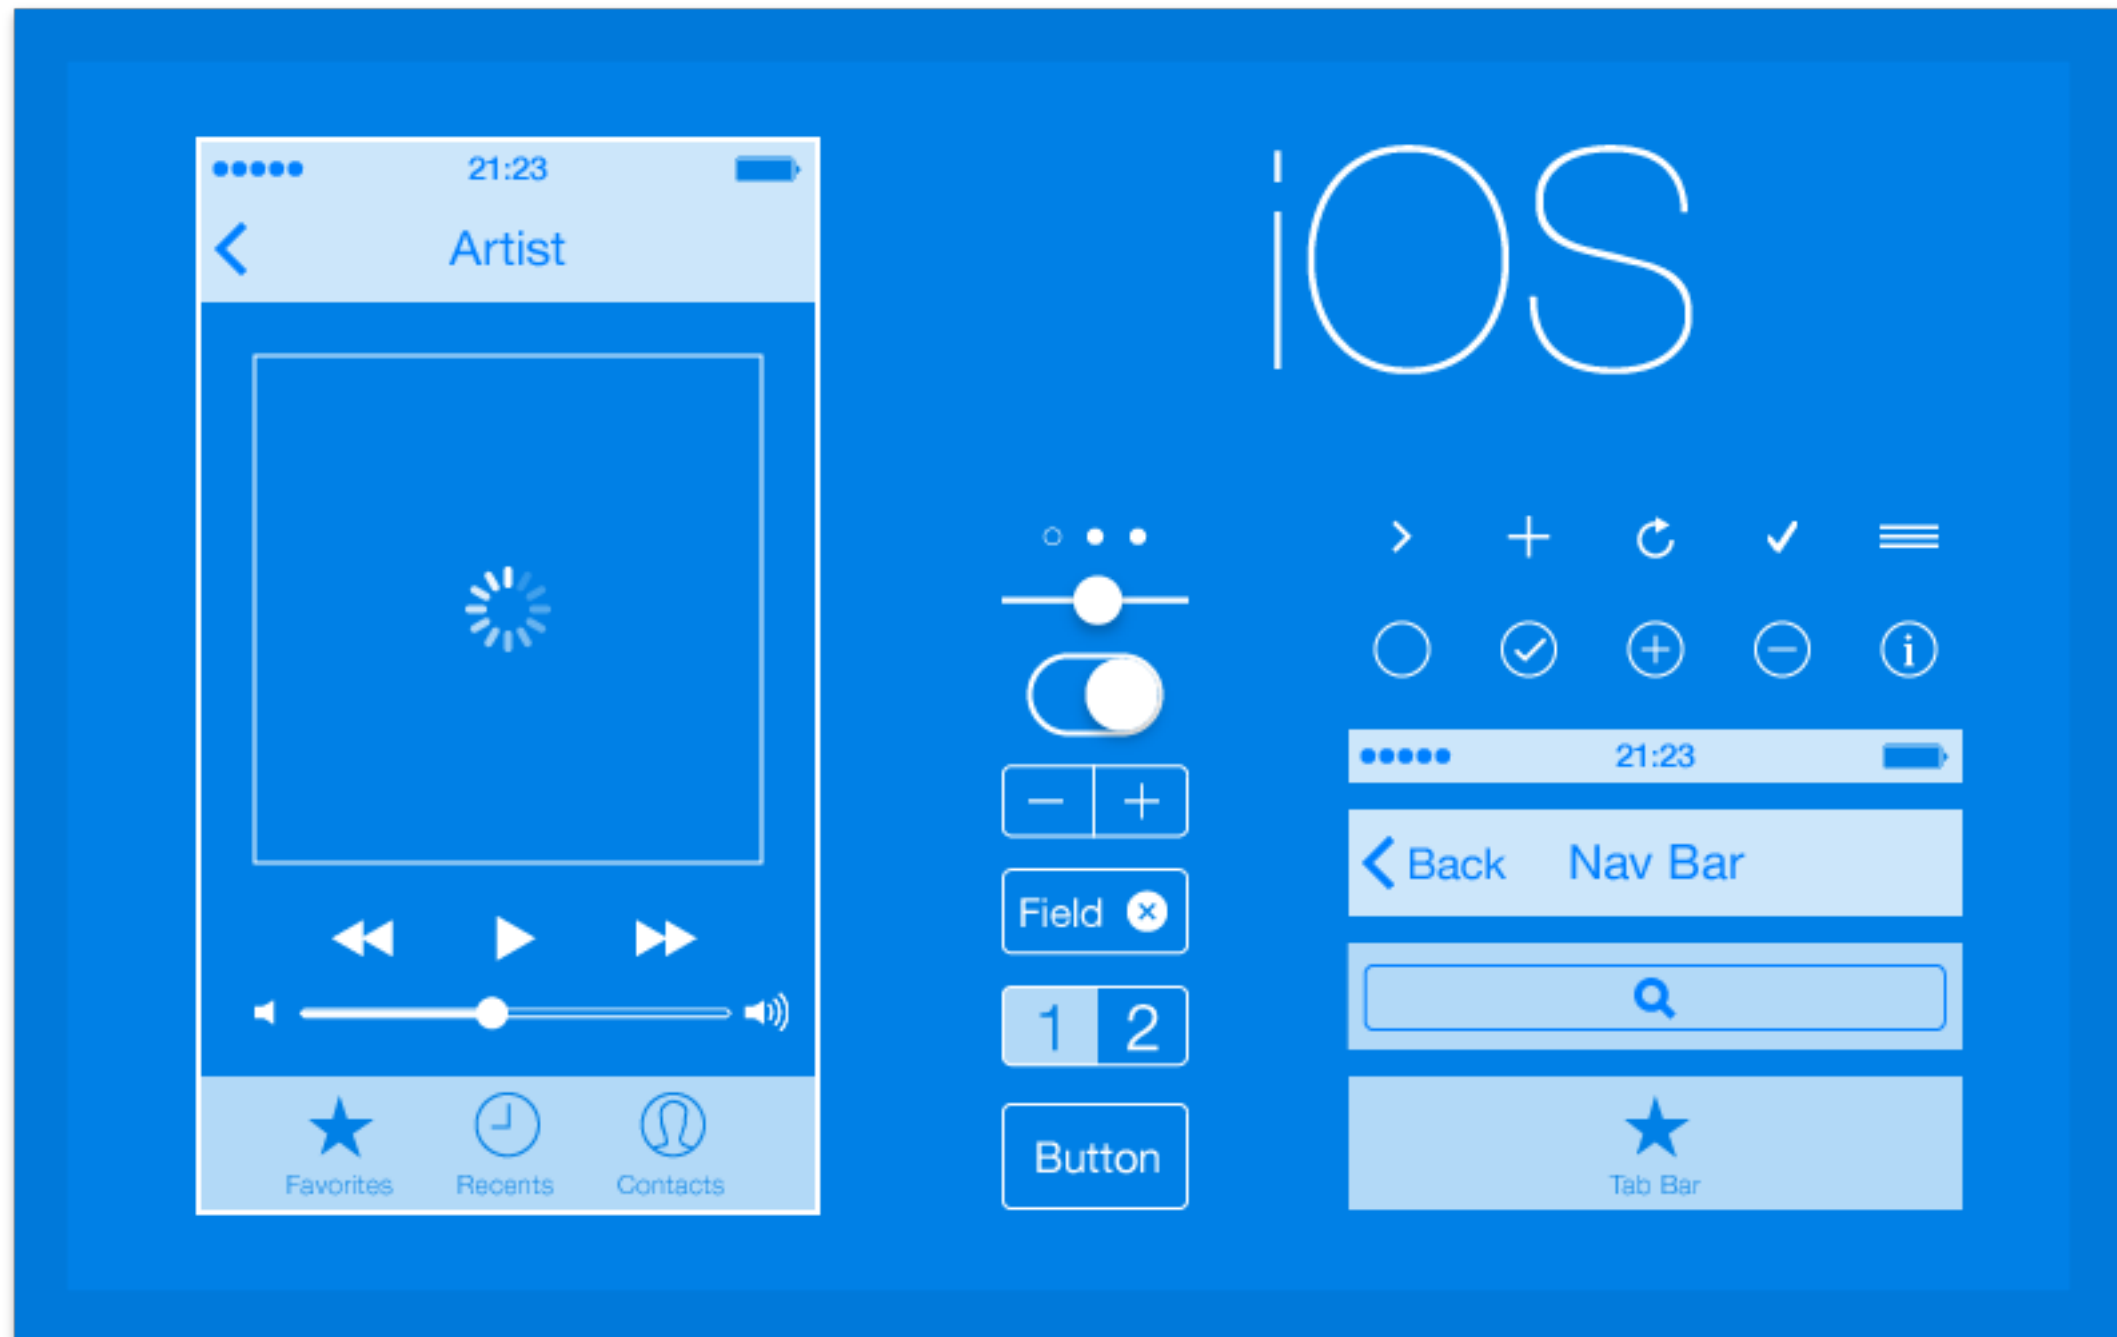 21:23
Artist
Favorites
Recents
Contacts
iOS
Field
1 2
Button
21:23
Back Nav Bar
Tab Bar